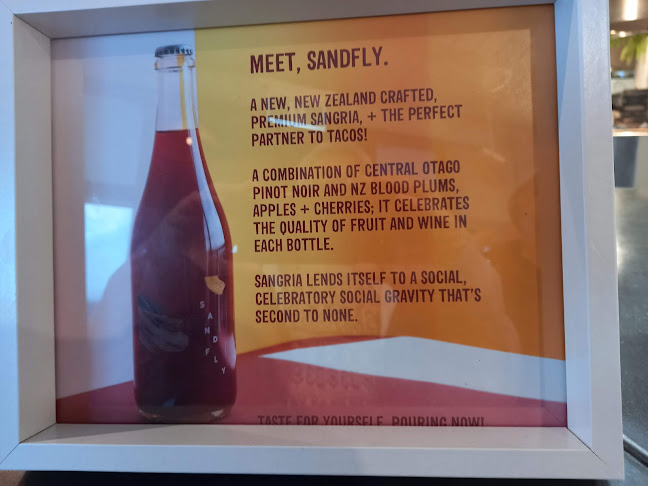 MEET, SANDFLY.
A NEW, NEW ZEALAND CRAFTED,
PREMIUM SANGRIA, + THE PERFECT
PARTNER TO TACOS!
A COMBINATION OF CENTRAL OTAGO
PINOT NOIR AND NZ BLOOD PLUMS,
APPLES + CHERRIES; IT CELEBRATES
THE QUALITY OF FRUIT AND WINE IN
EACH BOTTLE.
SANGRIA LENDS ITSELF TO A SOCIAL,
CELEBRATORY SOCIAL GRAVITY THAT'S
SECOND TO NONE.
TASTE FOR YOURSELF, POURING NOW!
SANDFLY